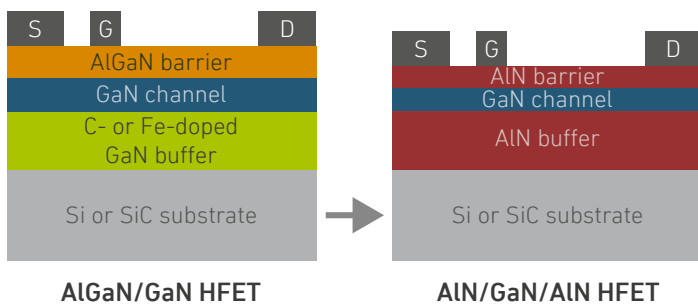 S G D
AlGaN barrier
GaN channel
C- or Fe-doped
GaN buffer
Si or SiC substrate
AlGaN/GaN HFET
S G D
AlN barrier
GaN channel
AlN buffer
Si or SiC substrate
AlN/GaN/AlN HFET